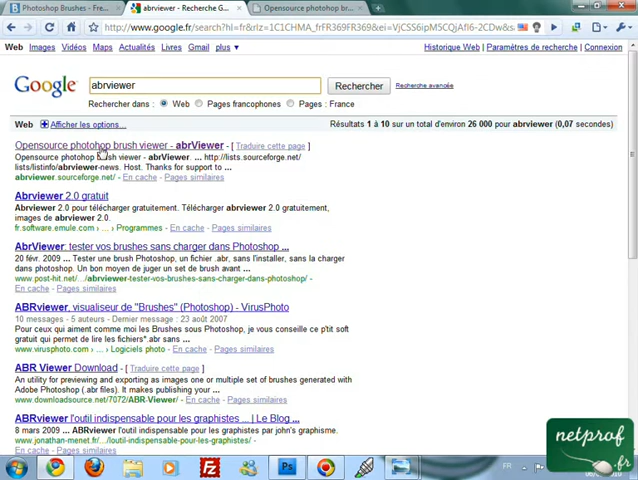 Photoshop Brushes - Fre...
abrviewer - Recherche G...
Opensource photohop br...
http://www.google.fr/search?hl=fr&rlz=1C1CHMA_frFR369FR369&ei=VjCSS6ipM5CQjAfi6-2CDw&s
Web Images Vidéos Maps Actualités Livres Gmail plus ▼
Historique Web | Paramètres de recherche | Connexion
Google
abrviewer
Rechercher
Recherche avancée
Rechercher dans : Web Pages francophones Pages : France
Web Afficher les options...
Résultats 1 à 10 sur un total d'environ 26 000 pour abrviewer (0,07 secondes)
Opensource photohop brush viewer - abrViewer - [ Traduire cette page ]
Opensource photohop brush viewer - abrViewer. ... http://lists.sourceforge.net/
lists/listinfo/abrviewer-news. Host. Thanks for support to ...
abrviewer.sourceforge.net/ - En cache - Pages similaires
Abrviewer 2.0 gratuit
Abrviewer 2.0 pour télécharger gratuitement. Télécharger abrviewer 2.0 gratuitement,
images de abrviewer 2.0.
fr.software.emule.com › ... › Programmes - En cache - Pages similaires
AbrViewer: tester vos brushes sans charger dans Photoshop ...
20 févr. 2009 ... Tester une brush Photoshop, un fichier .abr, sans l'installer, sans la charger
dans photoshop. Un bon moyen de juger un set de brush avant ...
www.post-hit.net/.../abrviewer-tester-vos-brushes-sans-charger-dans-photoshop/ -
En cache - Pages similaires
ABRviewer, visualiseur de "Brushes" (Photoshop) - VirusPhoto
10 messages - 5 auteurs - Dernier message : 23 août 2007
Pour ceux qui aiment comme moi les Brushes sous Photoshop, je vous conseille ce p'tit soft
gratuit qui permet de lire les fichiers*.abr sans ...
www.virusphoto.com › ... › Logiciels photo - En cache - Pages similaires
ABR Viewer Download - [ Traduire cette page ]
An utility for previewing and exporting as images one or multiple set of brushes generated with
Adobe Photoshop (.abr files). It makes publishing your ...
www.downloadsource.net/7072/ABR-Viewer/ - En cache - Pages similaires
ABRviewer l'outil indispensable pour les graphistes ... | Le Blog ...
8 mars 2009 ... ABRviewer l'outil indispensable pour les graphistes par john's graphisme.
www.jonathan-menet.fr/.../loutil-indispensable-pour-les-graphistes/ -
En cache - Pages similaires
netprof
.fr
FR
Ps